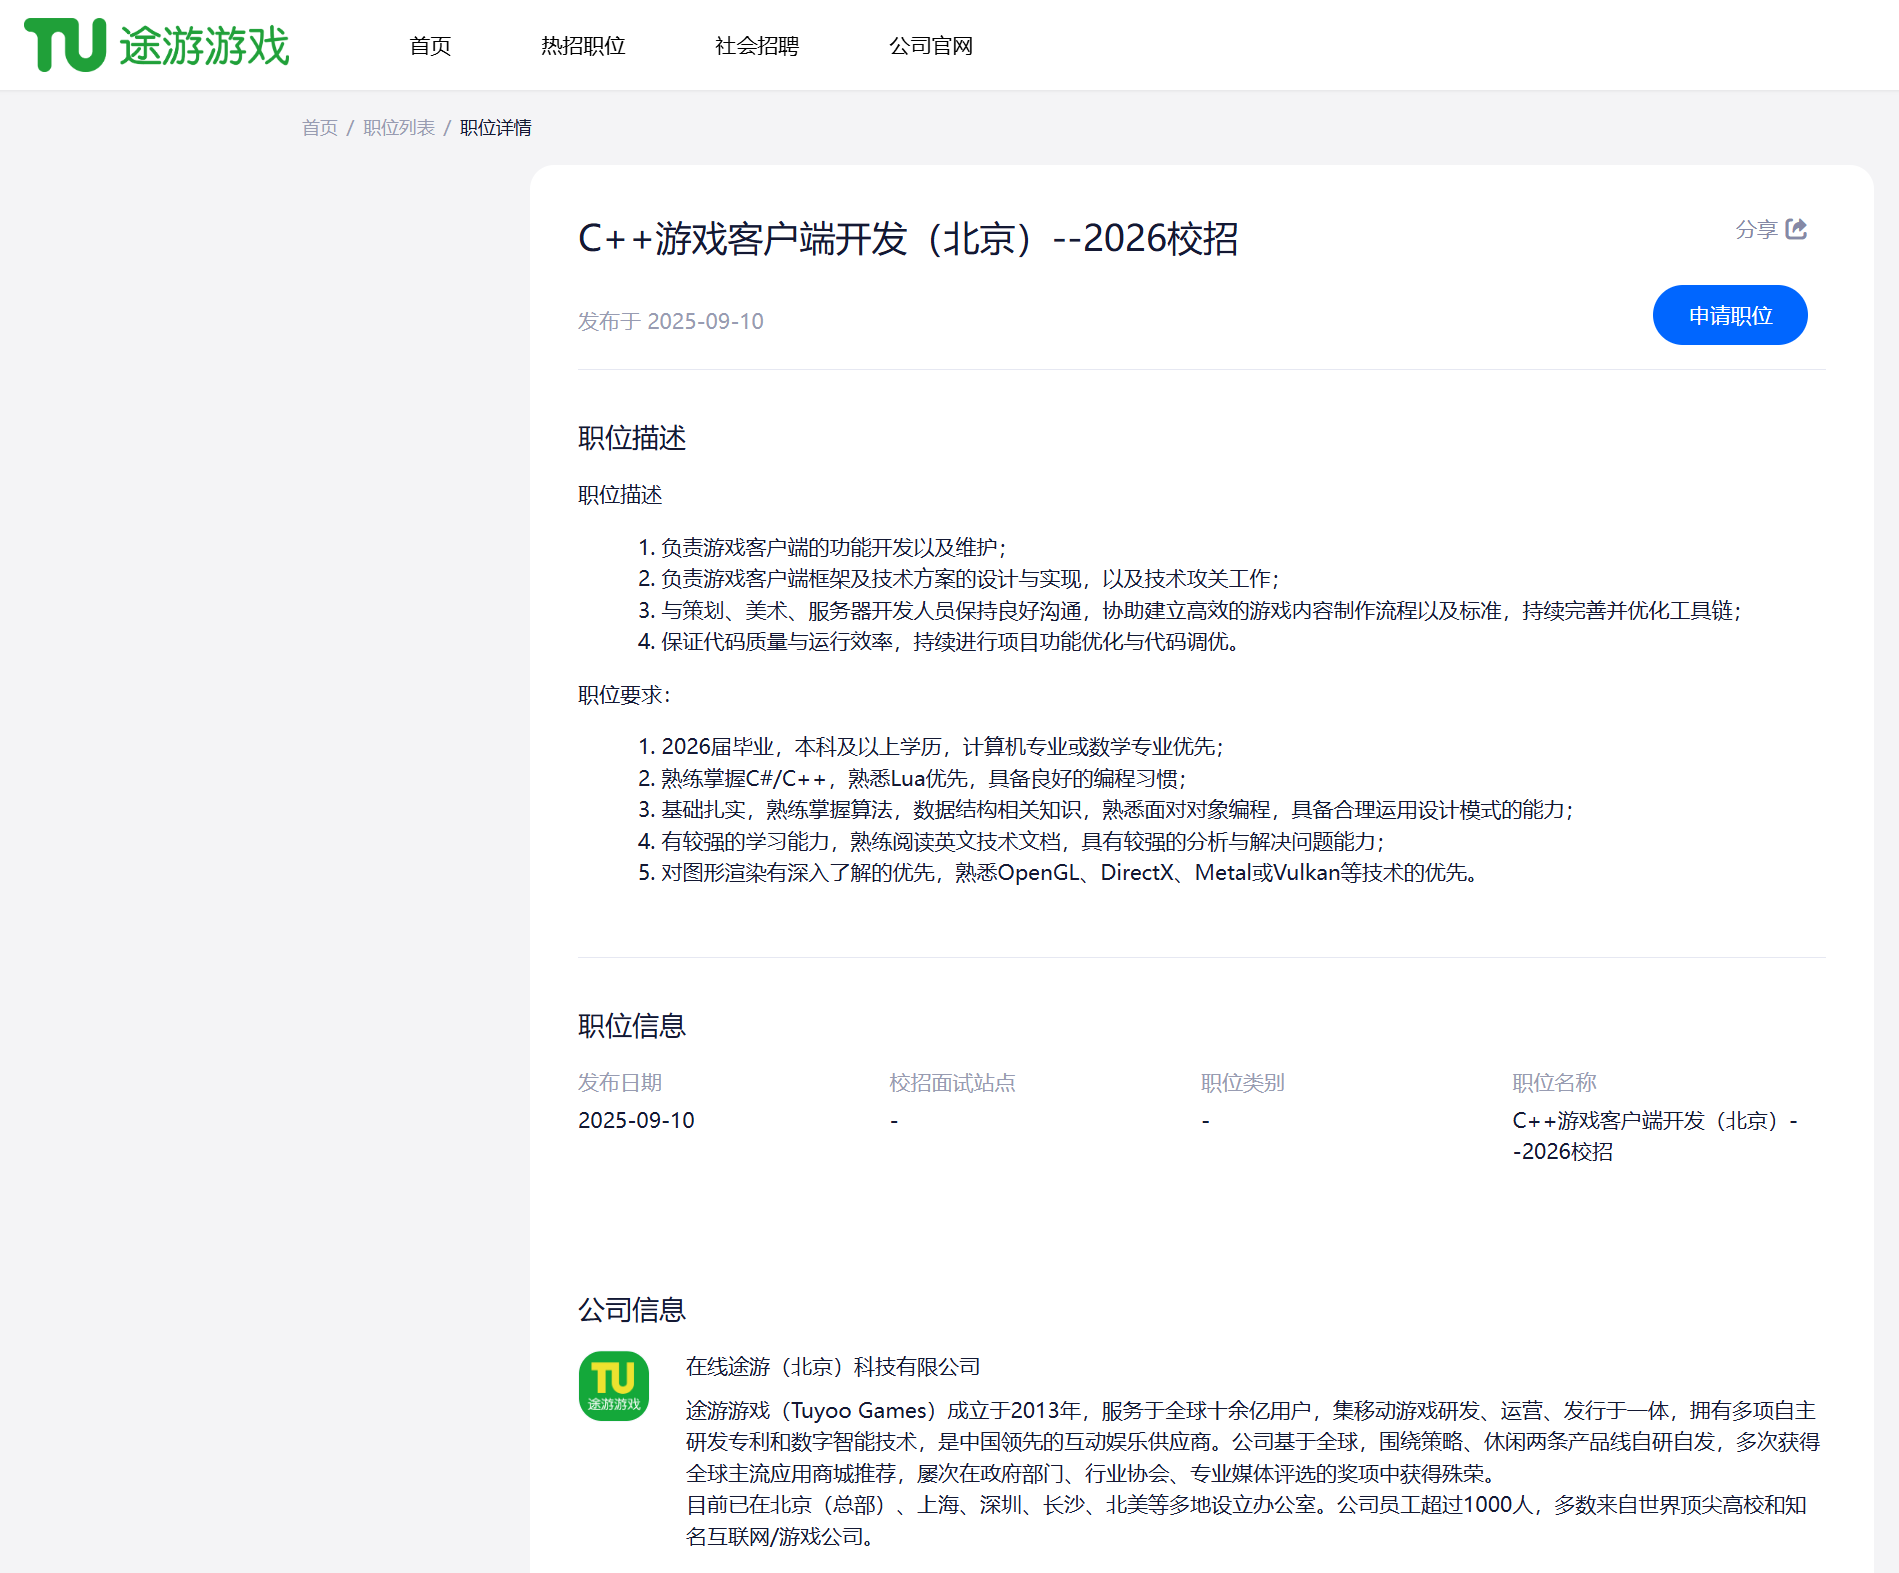 TU 途游游戏 首页 热招职位 社会招聘 公司官网
首页 / 职位列表 / 职位详情
C++游戏客户端开发（北京）--2026校招
分享
发布于 2025-09-10
申请职位
职位描述
职位描述
1. 负责游戏客户端的功能开发以及维护；
2. 负责游戏客户端框架及技术方案的设计与实现，以及技术攻关工作；
3. 与策划、美术、服务器开发人员保持良好沟通，协助建立高效的游戏内容制作流程以及标准，持续完善并优化工具链；
4. 保证代码质量与运行效率，持续进行项目功能优化与代码调优。
职位要求：
1. 2026届毕业，本科及以上学历，计算机专业或数学专业优先；
2. 熟练掌握C#/C++，熟悉Lua优先，具备良好的编程习惯；
3. 基础扎实，熟练掌握算法，数据结构相关知识，熟悉面对对象编程，具备合理运用设计模式的能力；
4. 有较强的学习能力，熟练阅读英文技术文档，具有较强的分析与解决问题能力；
5. 对图形渲染有深入了解的优先，熟悉OpenGL、DirectX、Metal或Vulkan等技术的优先。
职位信息
发布日期 校招面试站点 职位类别 职位名称
2025-09-10 - - C++游戏客户端开发（北京）-
-2026校招
公司信息
TU
途游游戏
在线途游（北京）科技有限公司
途游游戏（Tuyoo Games）成立于2013年，服务于全球十余亿用户，集移动游戏研发、运营、发行于一体，拥有多项自主
研发专利和数字智能技术，是中国领先的互动娱乐供应商。公司基于全球，围绕策略、休闲两条产品线自研自发，多次获得
全球主流应用商城推荐，屡次在政府部门、行业协会、专业媒体评选的奖项中获得殊荣。
目前已在北京（总部）、上海、深圳、长沙、北美等多地设立办公室。公司员工超过1000人，多数来自世界顶尖高校和知
名互联网/游戏公司。